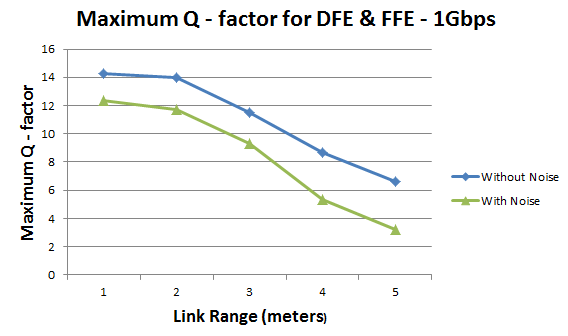 Maximum Q - factor for DFE & FFE - 1Gbps
Maximum Q - factor
16
14
12
10
8
6
4
2
0
1 2 3 4 5
Link Range (meters)
Without Noise
With Noise